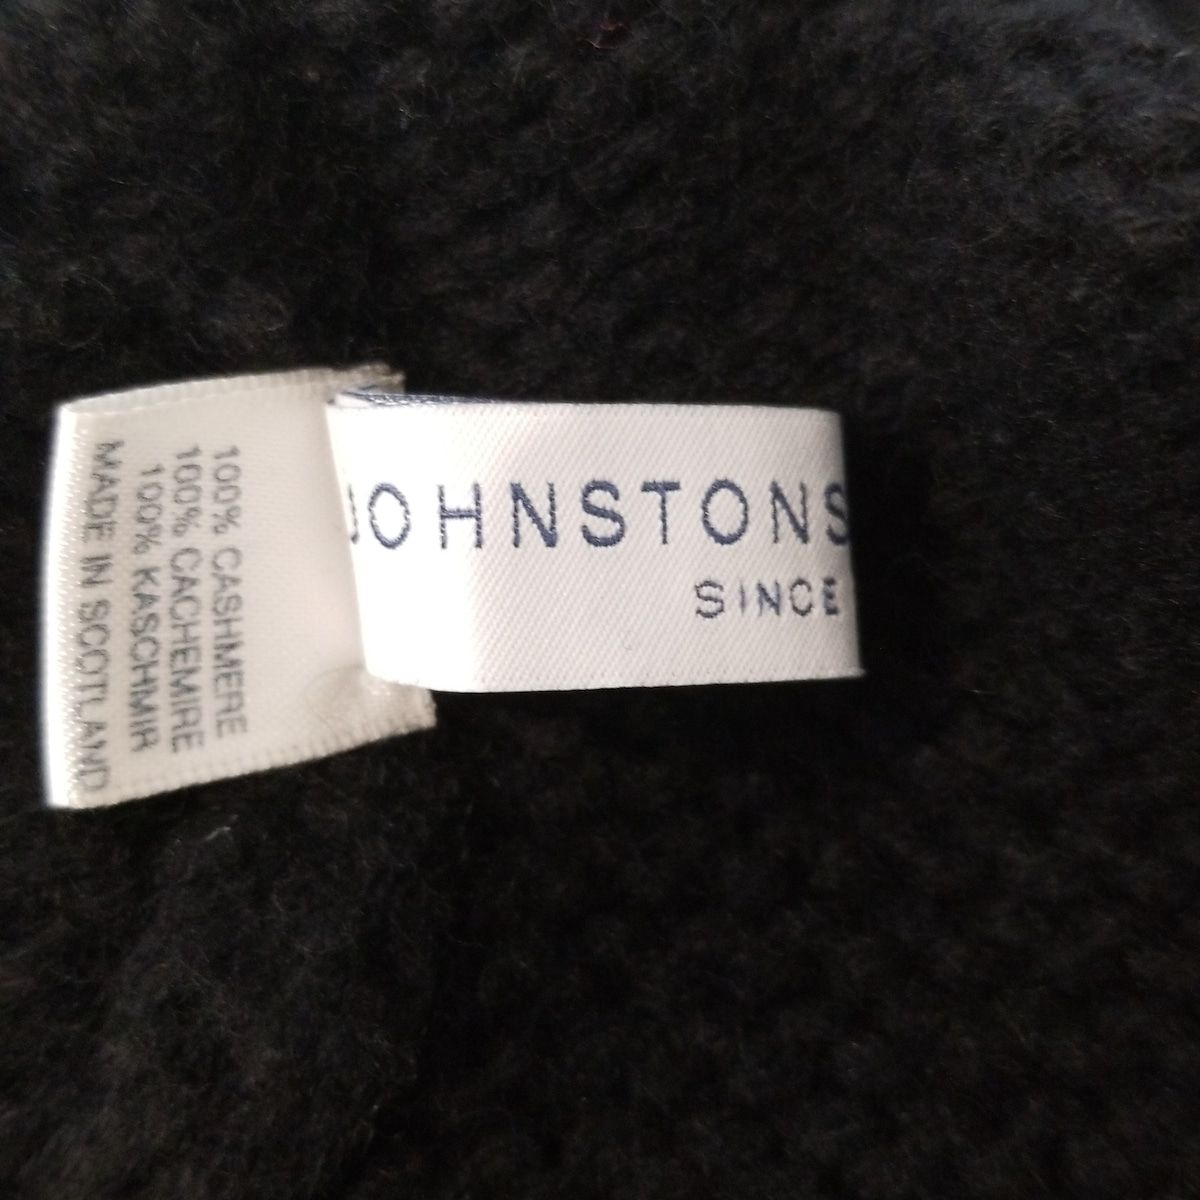 JOHNSTONS
SINCE
100% CASHMERE
100% CACHEMIRE
100% KASCHMIR
MADE IN SCOTLAND